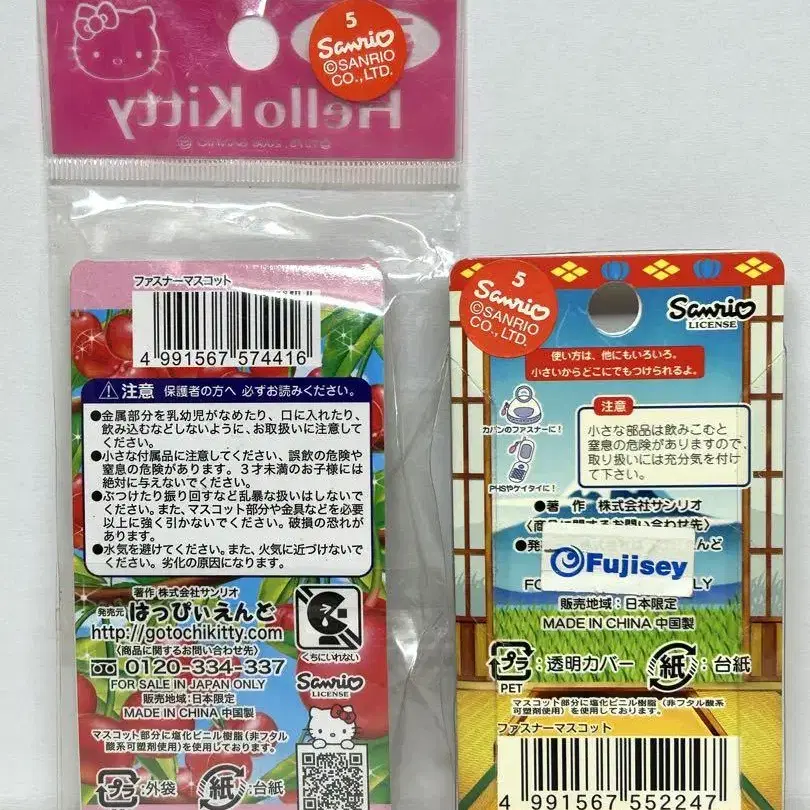 5
Sanrio
©SANRIO
CO.,LTD.
Hello Kitty
ファスナーマスコット
4 991567 574416
注意 保護者の方へ 必ずお読みください。
●金属部分を乳幼児がなめたり、口に入れたり、
飲み込むなどしないように、お取扱いに注意して
ください。
●小さな付属品に注意してください、誤飲の危険や
窒息の危険があります。3才未満のお子様には
絶対に与えないでください。
●ぶつけたり振り回すなど乱暴な扱いはしないで
ください。また、マスコット部分や金具などを必要
以上に強く引かないでください。破損の恐れが
あります。
●水気を避けてください。また、火気に近づけないで
ください。劣化の原因になります。
著作 株式会社サンリオ
発売元 はっぴぃえんど
http://gotochikitty.com
〈商品に関するお問い合わせ先〉
0120-334-337
FOR SALE IN JAPAN ONLY
販売地域:日本限定
MADE IN CHINA 中国製
くちにいれない
Sanrio
LICENSE
マスコット部分に塩化ビニル樹脂(非フタル
酸系可塑剤使用)を使用しております。
プラ:外袋 紙:台紙
5
Sanrio
©SANRIO
CO.,LTD.
Sanrio
LICENSE
使い方は、他にもいろいろ。
小さいからどこにでもつけられるよ。
カバンのファスナーに!
PHSやケイタイに!
注意
小さな部品は飲みこむと
窒息の危険がありますので、
取り扱いには充分気を付け
て下さい。
●著 作 株式会社サンリオ
〈商品に関するお問い合わせ先〉
Fujisey
販売地域:日本限定
MADE IN CHINA 中国製
プラ:透明カバー 紙:台紙
PET
マスコット部分に塩化ビニル樹脂(非フタル酸系
可塑剤使用)を使用しております。
ファスナーマスコット
4 991567 552247